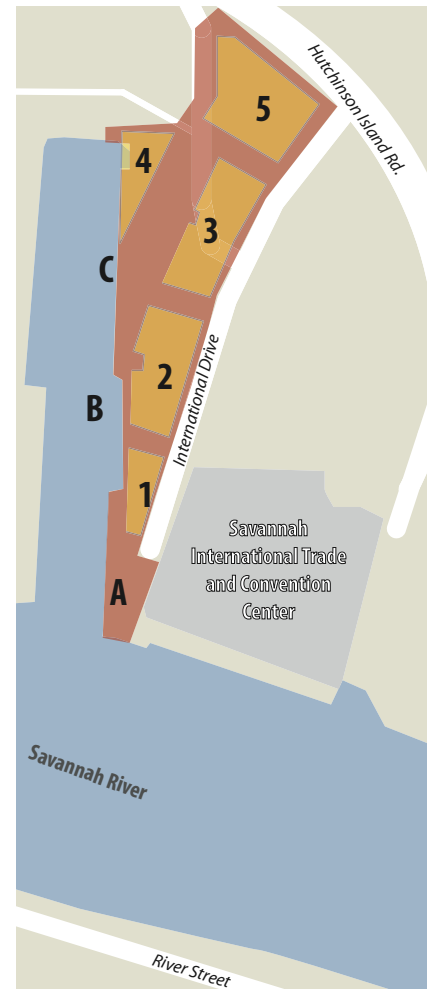 Hutchinson Island Rd.
5
4
3
C
International Drive
2
B
1
Savannah
International Trade
and Convention
Center
A
Savannah River
River Street